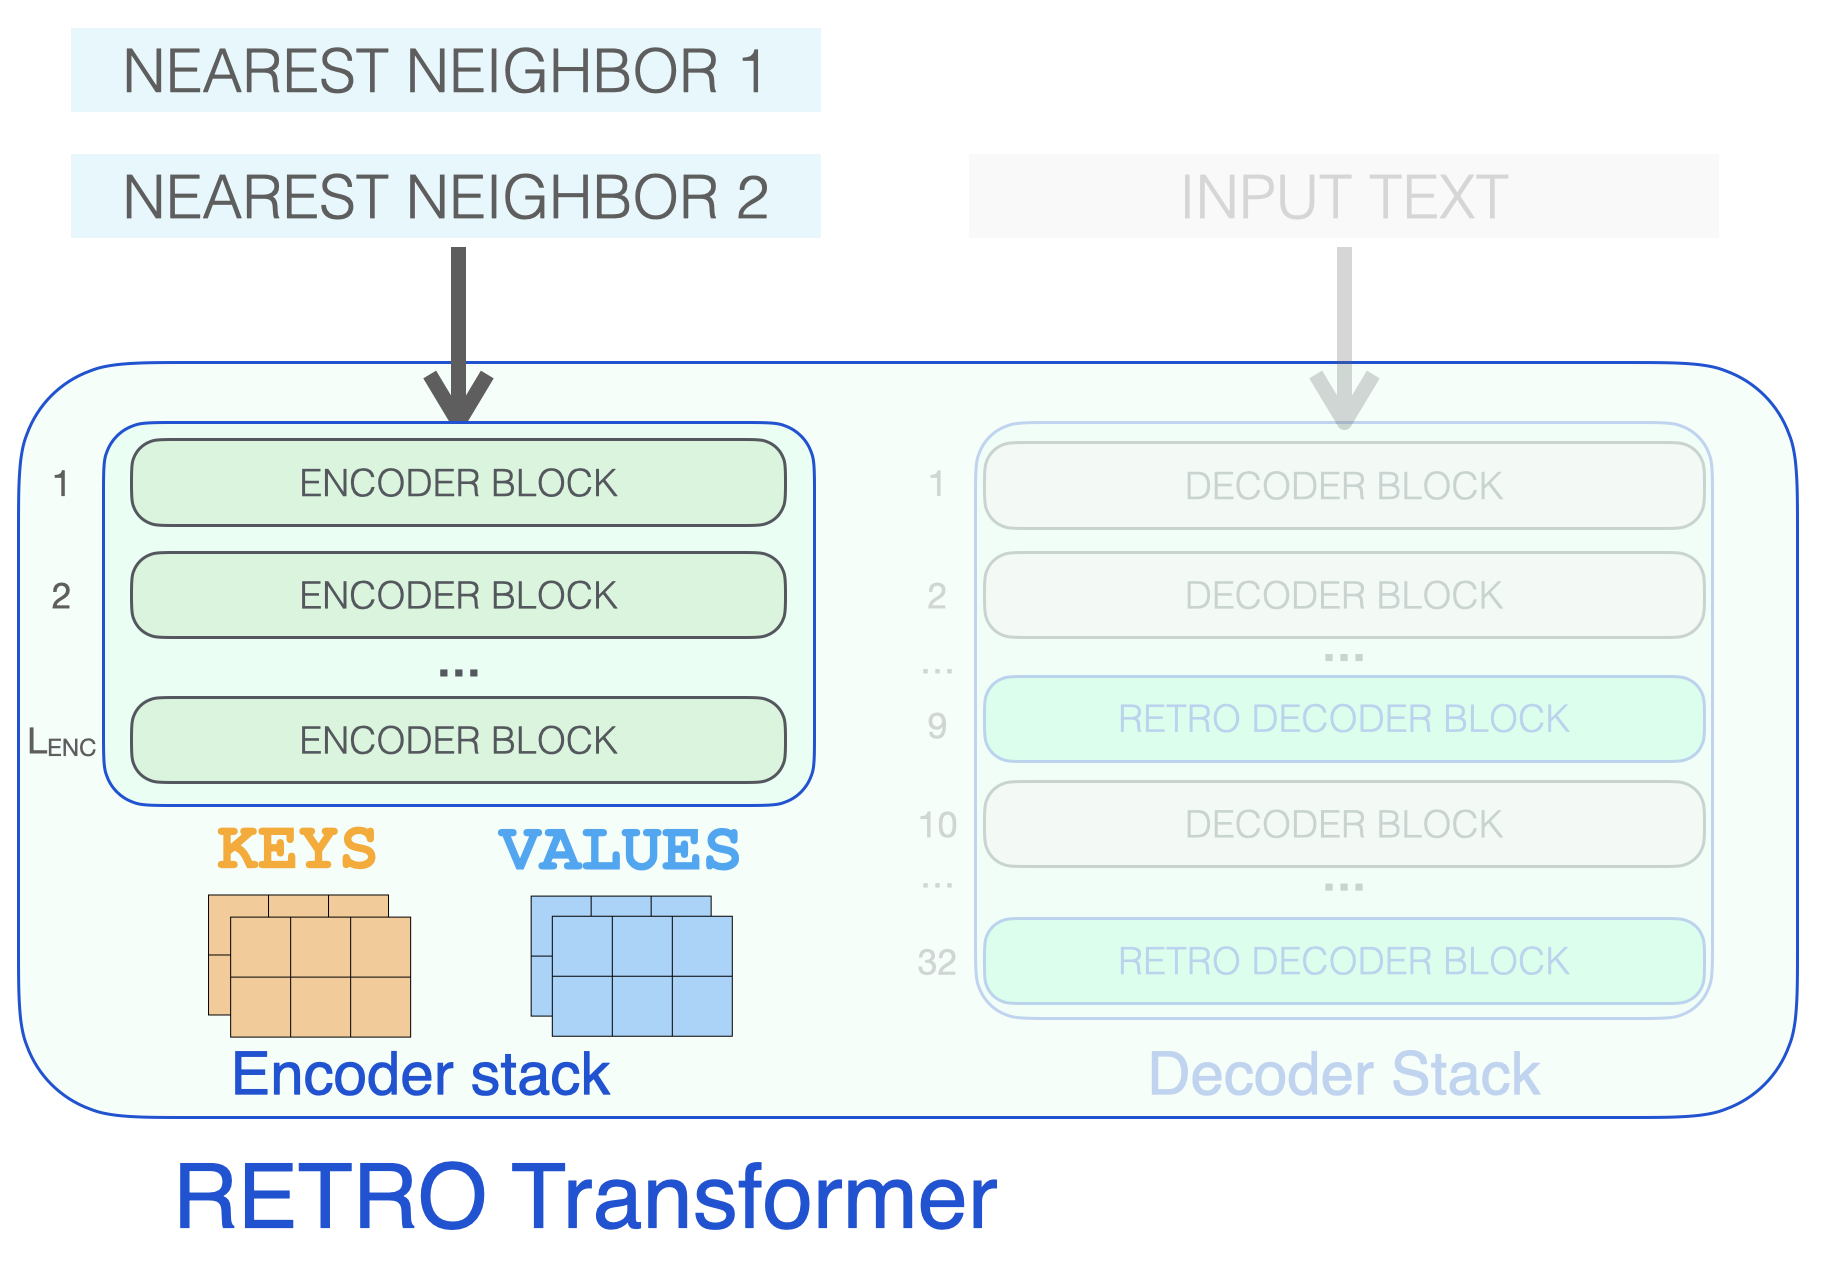 NEAREST NEIGHBOR 1
NEAREST NEIGHBOR 2
1 ENCODER BLOCK
2 ENCODER BLOCK
...
LENC ENCODER BLOCK
KEYS VALUES
Encoder stack
INPUT TEXT
1 DECODER BLOCK
2 DECODER BLOCK
... ...
9 RETRO DECODER BLOCK
10 DECODER BLOCK
... ...
32 RETRO DECODER BLOCK
Decoder Stack
RETRO Transformer